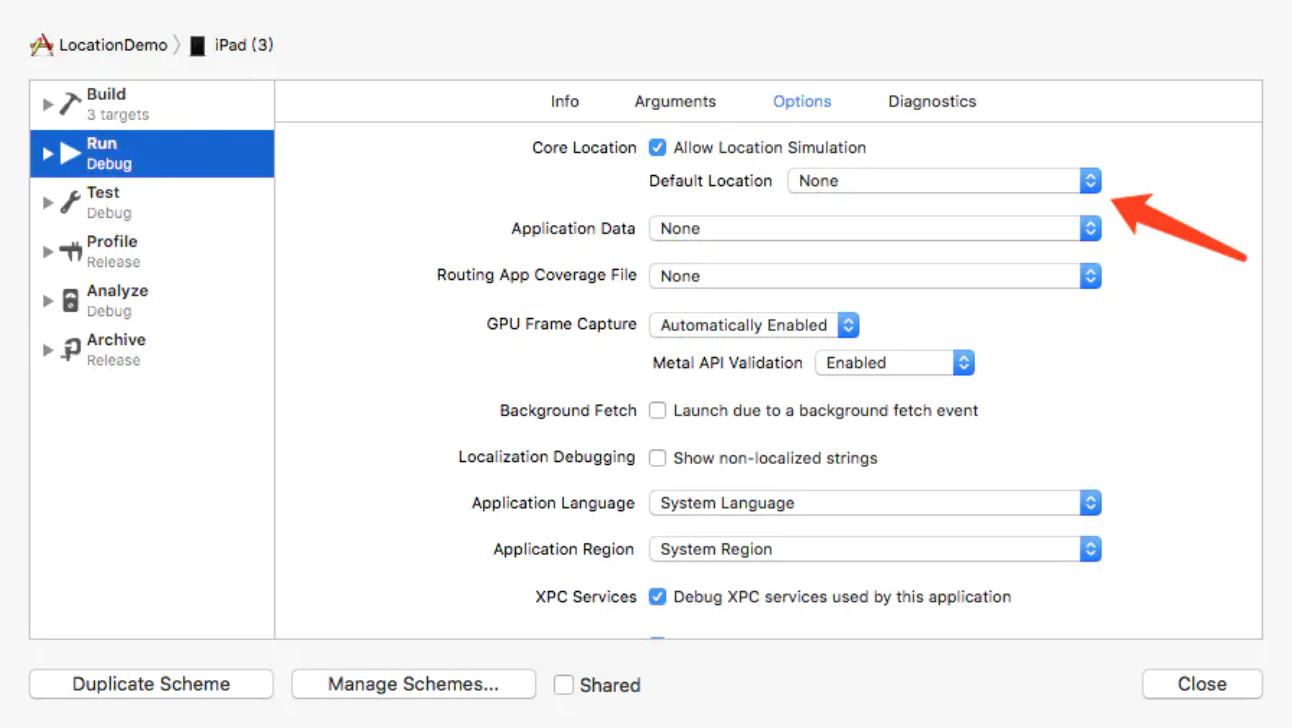 LocationDemo iPad (3)
Build
3 targets
Run
Debug
Test
Debug
Profile
Release
Analyze
Debug
Archive
Release
Info Arguments Options Diagnostics
Core Location Allow Location Simulation
Default Location None
Application Data None
Routing App Coverage File None
GPU Frame Capture Automatically Enabled
Metal API Validation Enabled
Background Fetch Launch due to a background fetch event
Localization Debugging Show non-localized strings
Application Language System Language
Application Region System Region
XPC Services Debug XPC services used by this application
Duplicate Scheme Manage Schemes... Shared Close